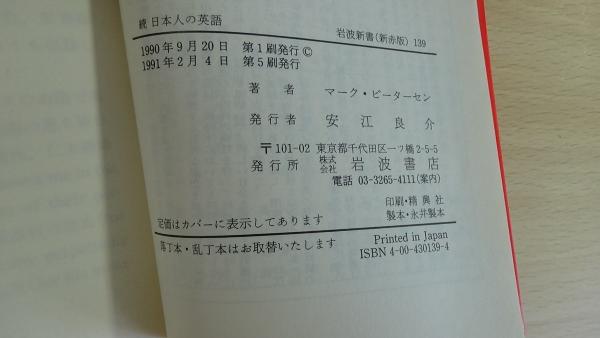 続 日本人の英語
岩波新書(新赤版) 139
1990年9月20日 第1刷発行 ©
1991年2月4日 第5刷発行
著者 マーク・ピーターセン
発行者 安江良介
〒101-02 東京都千代田区一ツ橋2-5-5
発行所 株式会社 岩波書店
電話 03-3265-4111(案内)
印刷・精興社
製本・永井製本
定価はカバーに表示してあります
落丁本・乱丁本はお取替いたします
Printed in Japan
ISBN 4-00-430139-4